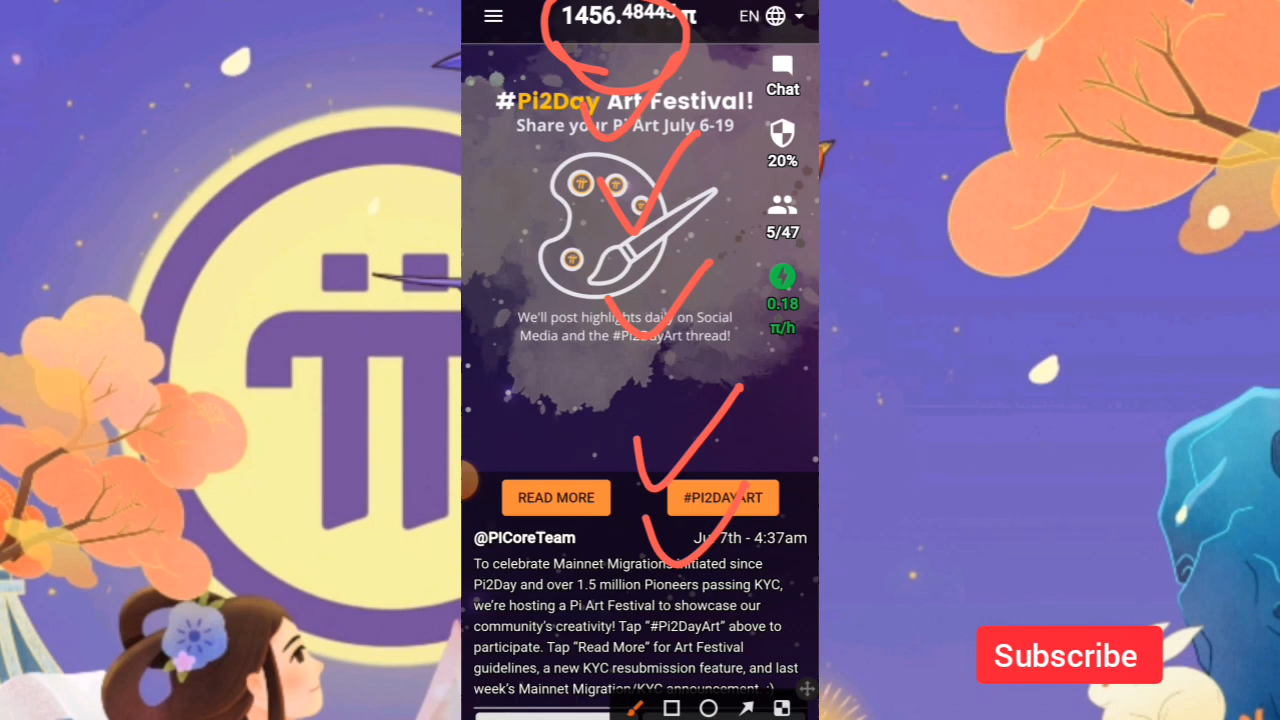 1456.48445π
EN
Chat
#Pi2Day Art Festival!
Share your Pi Art July 6-19
20%
5/47
0.18
π/h
We'll post highlights daily on Social
Media and the #Pi2DayArt thread!
READ MORE
#PI2DAYART
@PiCoreTeam
Jul 7th - 4:37am
To celebrate Mainnet Migrations initiated since
Pi2Day and over 1.5 million Pioneers passing KYC,
we’re hosting a Pi Art Festival to showcase our
community’s creativity! Tap “#Pi2DayArt” above to
participate. Tap “Read More” for Art Festival
guidelines, a new KYC resubmission feature, and last
week’s Mainnet Migration/KYC announcement. :)
Subscribe